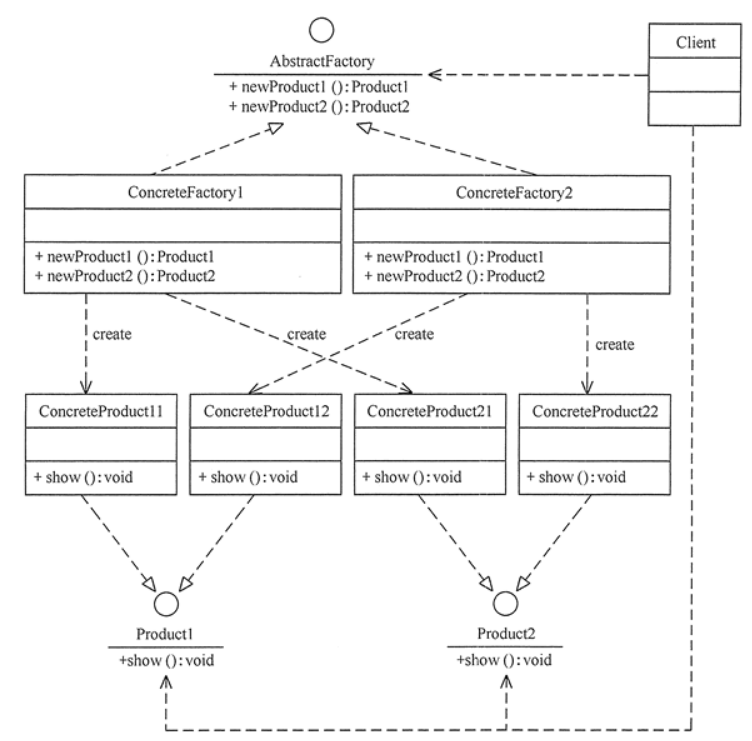 AbstractFactory
+ newProduct1 (): Product1
+ newProduct2 (): Product2
Client
ConcreteFactory1
+ newProduct1 (): Product1
+ newProduct2 (): Product2
ConcreteFactory2
+ newProduct1 (): Product1
+ newProduct2 (): Product2
create
create
create
create
ConcreteProduct11
+ show (): void
ConcreteProduct12
+ show (): void
ConcreteProduct21
+ show (): void
ConcreteProduct22
+ show (): void
Product1
+show (): void
Product2
+show (): void